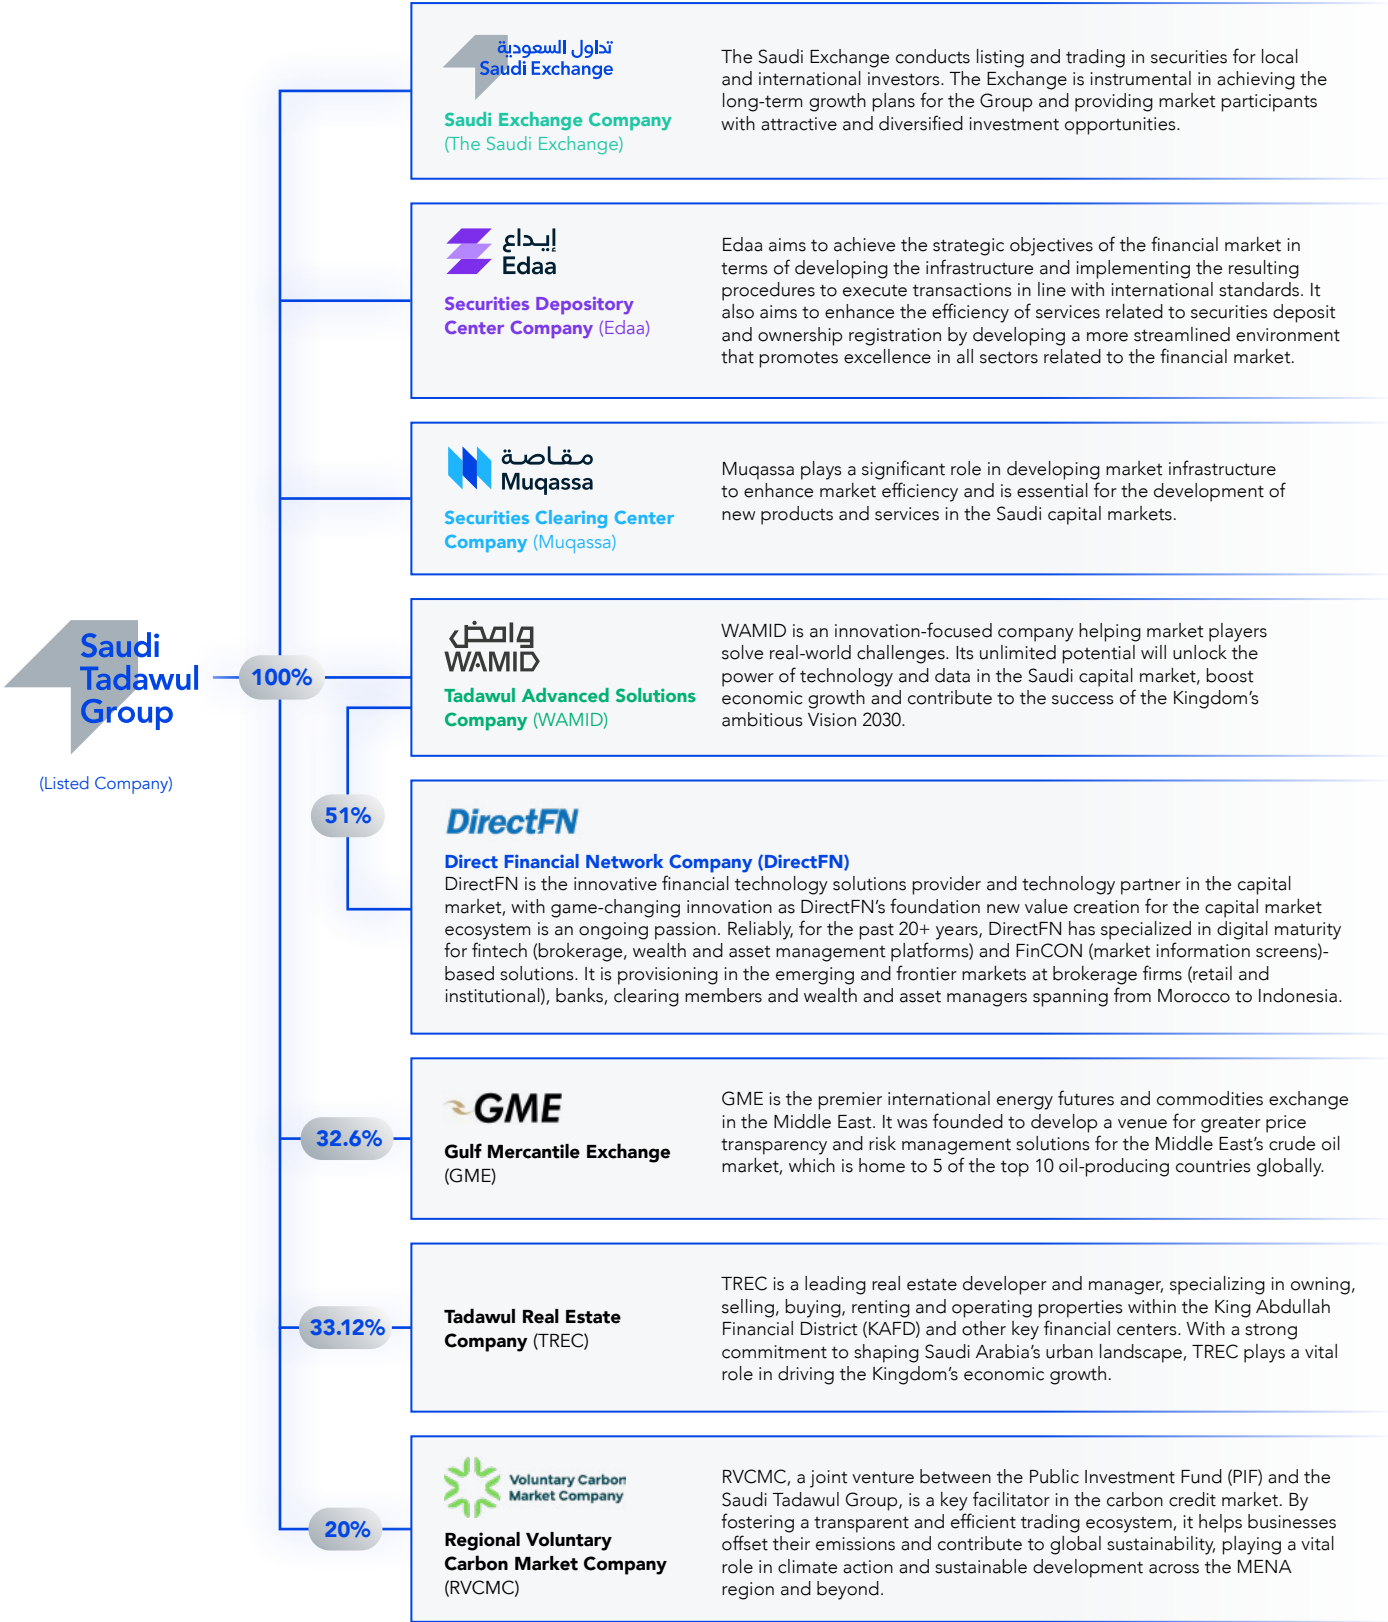 تداول السعودية
Saudi Exchange
Saudi Exchange Company
(The Saudi Exchange)
The Saudi Exchange conducts listing and trading in securities for local
and international investors. The Exchange is instrumental in achieving the
long-term growth plans for the Group and providing market participants
with attractive and diversified investment opportunities.
إيداع
Edaa
Securities Depository
Center Company (Edaa)
Edaa aims to achieve the strategic objectives of the financial market in
terms of developing the infrastructure and implementing the resulting
procedures to execute transactions in line with international standards. It
also aims to enhance the efficiency of services related to securities deposit
and ownership registration by developing a more streamlined environment
that promotes excellence in all sectors related to the financial market.
مقاصة
Muqassa
Securities Clearing Center
Company (Muqassa)
Muqassa plays a significant role in developing market infrastructure
to enhance market efficiency and is essential for the development of
new products and services in the Saudi capital markets.
Saudi
Tadawul
Group
(Listed Company)
100%
وامض
WAMID
Tadawul Advanced Solutions
Company (WAMID)
WAMID is an innovation-focused company helping market players
solve real-world challenges. Its unlimited potential will unlock the
power of technology and data in the Saudi capital market, boost
economic growth and contribute to the success of the Kingdom's
ambitious Vision 2030.
51%
DirectFN
Direct Financial Network Company (DirectFN)
DirectFN is the innovative financial technology solutions provider and technology partner in the capital
market, with game-changing innovation as DirectFN's foundation new value creation for the capital market
ecosystem is an ongoing passion. Reliably, for the past 20+ years, DirectFN has specialized in digital maturity
for fintech (brokerage, wealth and asset management platforms) and FinCON (market information screens)-
based solutions. It is provisioning in the emerging and frontier markets at brokerage firms (retail and
institutional), banks, clearing members and wealth and asset managers spanning from Morocco to Indonesia.
32.6%
GME
Gulf Mercantile Exchange
(GME)
GME is the premier international energy futures and commodities exchange
in the Middle East. It was founded to develop a venue for greater price
transparency and risk management solutions for the Middle East's crude oil
market, which is home to 5 of the top 10 oil-producing countries globally.
33.12%
Tadawul Real Estate
Company (TREC)
TREC is a leading real estate developer and manager, specializing in owning,
selling, buying, renting and operating properties within the King Abdullah
Financial District (KAFD) and other key financial centers. With a strong
commitment to shaping Saudi Arabia's urban landscape, TREC plays a vital
role in driving the Kingdom's economic growth.
20%
Voluntary Carbon
Market Company
Regional Voluntary
Carbon Market Company
(RVCMC)
RVCMC, a joint venture between the Public Investment Fund (PIF) and the
Saudi Tadawul Group, is a key facilitator in the carbon credit market. By
fostering a transparent and efficient trading ecosystem, it helps businesses
offset their emissions and contribute to global sustainability, playing a vital
role in climate action and sustainable development across the MENA
region and beyond.